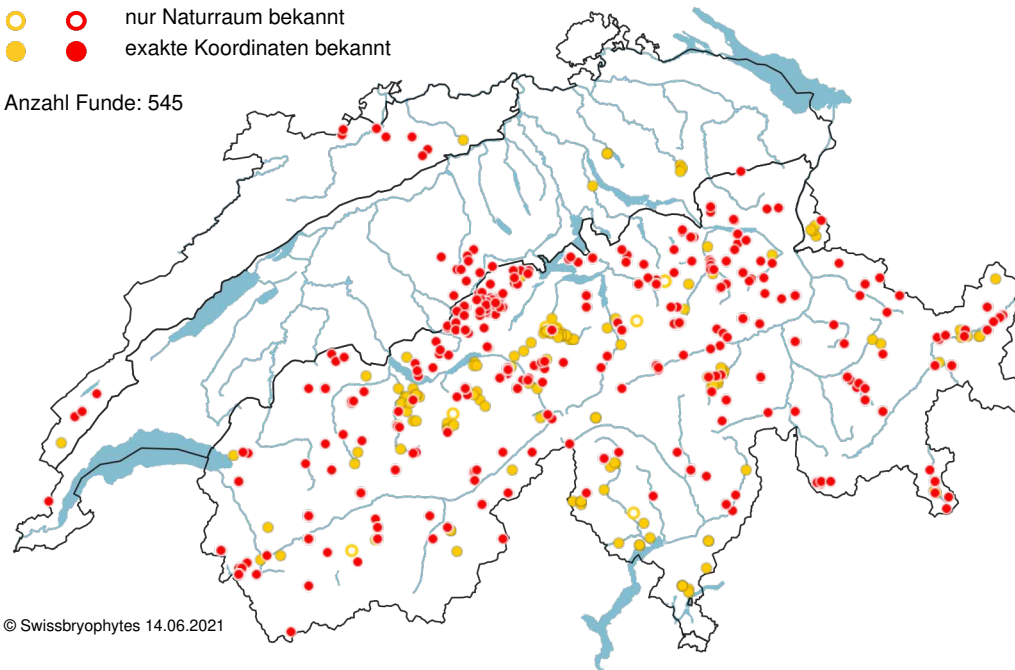 nur Naturraum bekannt
exakte Koordinaten bekannt
Anzahl Funde: 545
© Swissbryophytes 14.06.2021